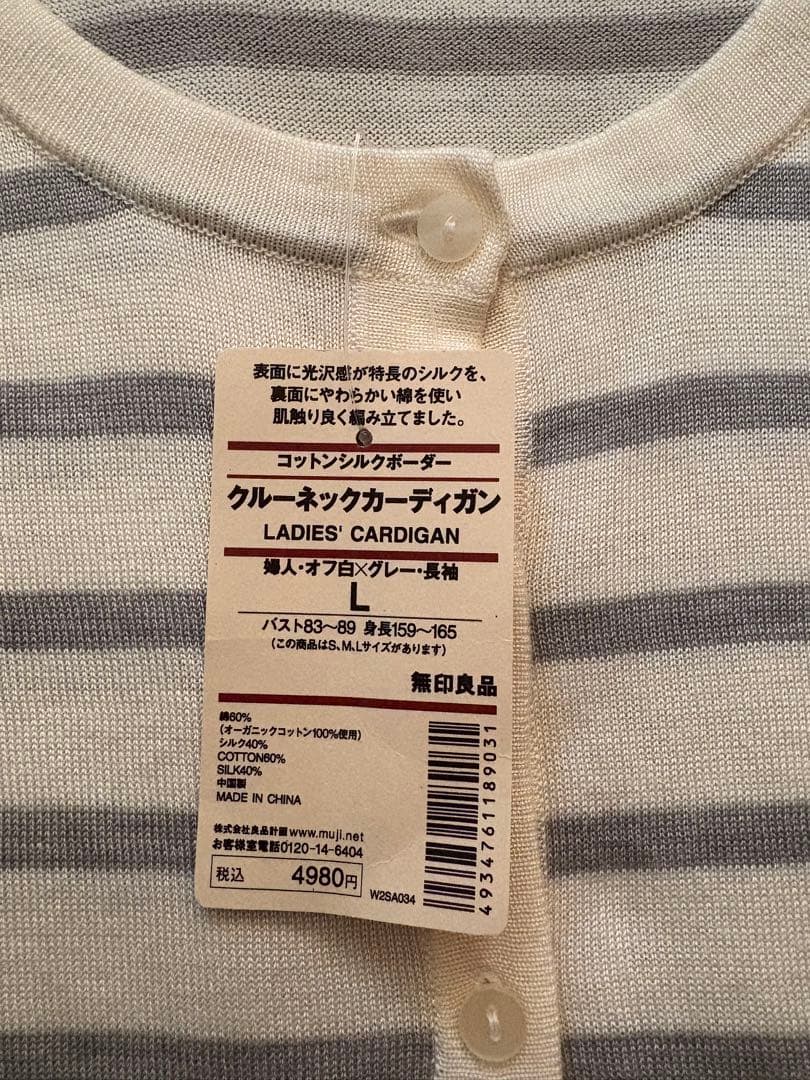 表面に光沢感が特長のシルクを、
裏面にやわらかい綿を使い
肌触り良く編み立てました。
コットンシルクボーダー
クルーネックカーディガン
LADIES' CARDIGAN
婦人・オフ白×グレー・長袖
L
バスト83～89 身長159～165
(この商品はS、M、Lサイズがあります)
無印良品
綿60%
(オーガニックコットン100%使用)
シルク40%
COTTON60%
SILK40%
中国製
MADE IN CHINA
株式会社良品計画 www.muji.net
お客様室電話0120-14-6404
税込 4980円
W2SA034
4934761189031